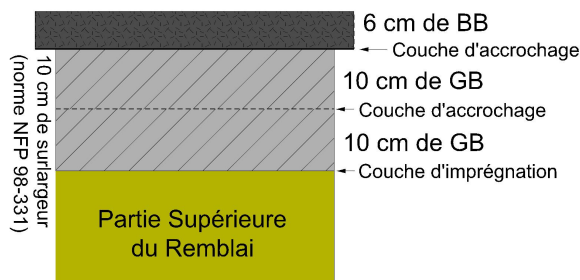 6 cm de BB
Couche d'accrochage
10 cm de GB
Couche d'accrochage
10 cm de GB
Couche d'imprégnation
10 cm de surlargeur
(norme NFP 98-331)
Partie Supérieure
du Remblai